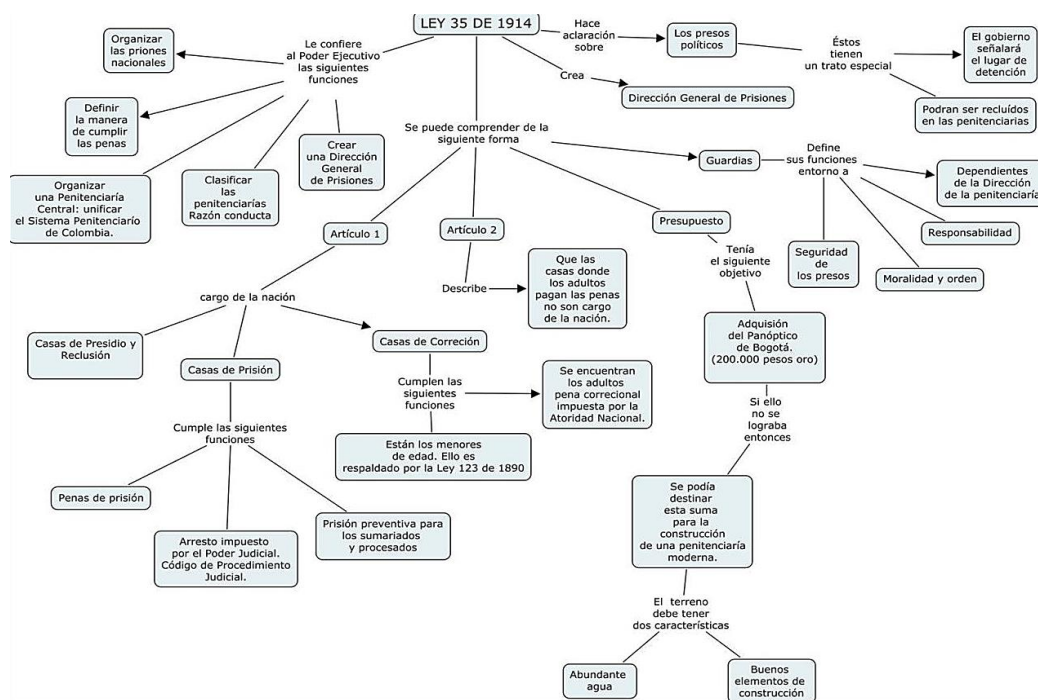 LEY 35 DE 1914
Hace
aclaración
sobre
Los presos
políticos
Éstos
tienen
un trato especial
El gobierno
señalará
el lugar de
detención
Podran ser recluídos
en las penitenciarias
Crea
Dirección General de Prisiones
Le confiere
al Poder Ejecutivo
las siguientes
funciones
Organizar
las priones
nacionales
Definir
la manera
de cumplir
las penas
Organizar
una Penitenciaría
Central: unificar
el Sistema Penitenciarío
de Colombia.
Clasificar
las
penitenciarías
Razón conducta
Crear
una Dirección
General
de Prisiones
Se puede comprender de la
siguiente forma
Guardias
Define
sus funciones
entorno a
Dependientes
de la Dirección
de la penitenciaría
Responsabilidad
Moralidad y orden
Seguridad
de
los presos
Artículo 1
cargo de la nación
Casas de Presidio y
Reclusión
Casas de Prisión
Cumple las siguientes
funciones
Penas de prisión
Arresto impuesto
por el Poder Judicial.
Código de Procedimiento
Judicial.
Prisión preventiva para
los sumariados
y procesados
Casas de Correción
Cumplen las
siguientes
funciones
Se encuentran
los adultos
pena correcional
impuesta por la
Atoridad Nacional.
Están los menores
de edad. Ello es
respaldado por la Ley 123 de 1890
Artículo 2
Describe
Que las
casas donde
los adultos
pagan las penas
no son cargo
de la nación.
Presupuesto
Tenía
el siguiente
objetivo
Adquisión
del Panóptico
de Bogotá.
(200.000 pesos oro)
Si ello
no se
lograba
entonces
Se podía
destinar
esta suma
para la
construcción
de una penitenciaría
moderna.
El terreno
debe tener
dos características
Abundante
agua
Buenos
elementos de
construcción